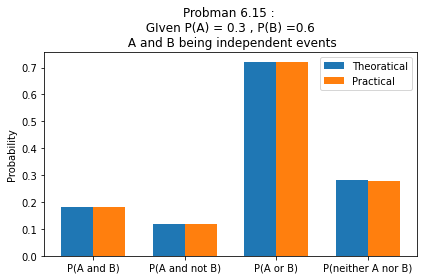 Probman 6.15 :
GIven P(A) = 0.3 , P(B) =0.6
A and B being independent events
Theoratical
Practical
Probability
0.7
0.6
0.5
0.4
0.3
0.2
0.1
0.0
P(A and B)
P(A and not B)
P(A or B)
P(neither A nor B)